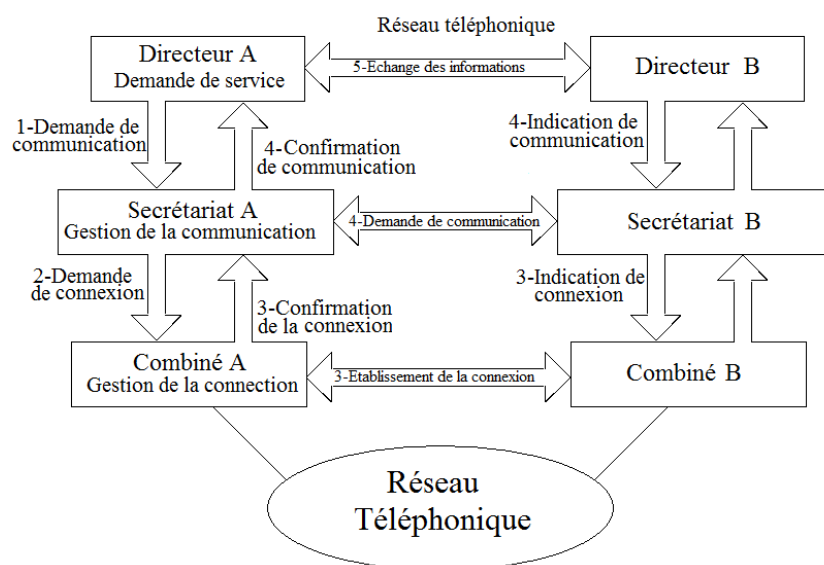 Réseau téléphonique
Directeur A
Demande de service
5-Echange des informations
Directeur B
1-Demande de
communication
4-Confirmation
de communication
4-Indication de
communication
Secrétariat A
Gestion de la communication
4-Demande de communication
Secrétariat B
2-Demande
de connexion
3-Confirmation
de la connexion
3-Indication de
connexion
Combiné A
Gestion de la connection
3-Etablissement de la connexion
Combiné B
Réseau
Téléphonique